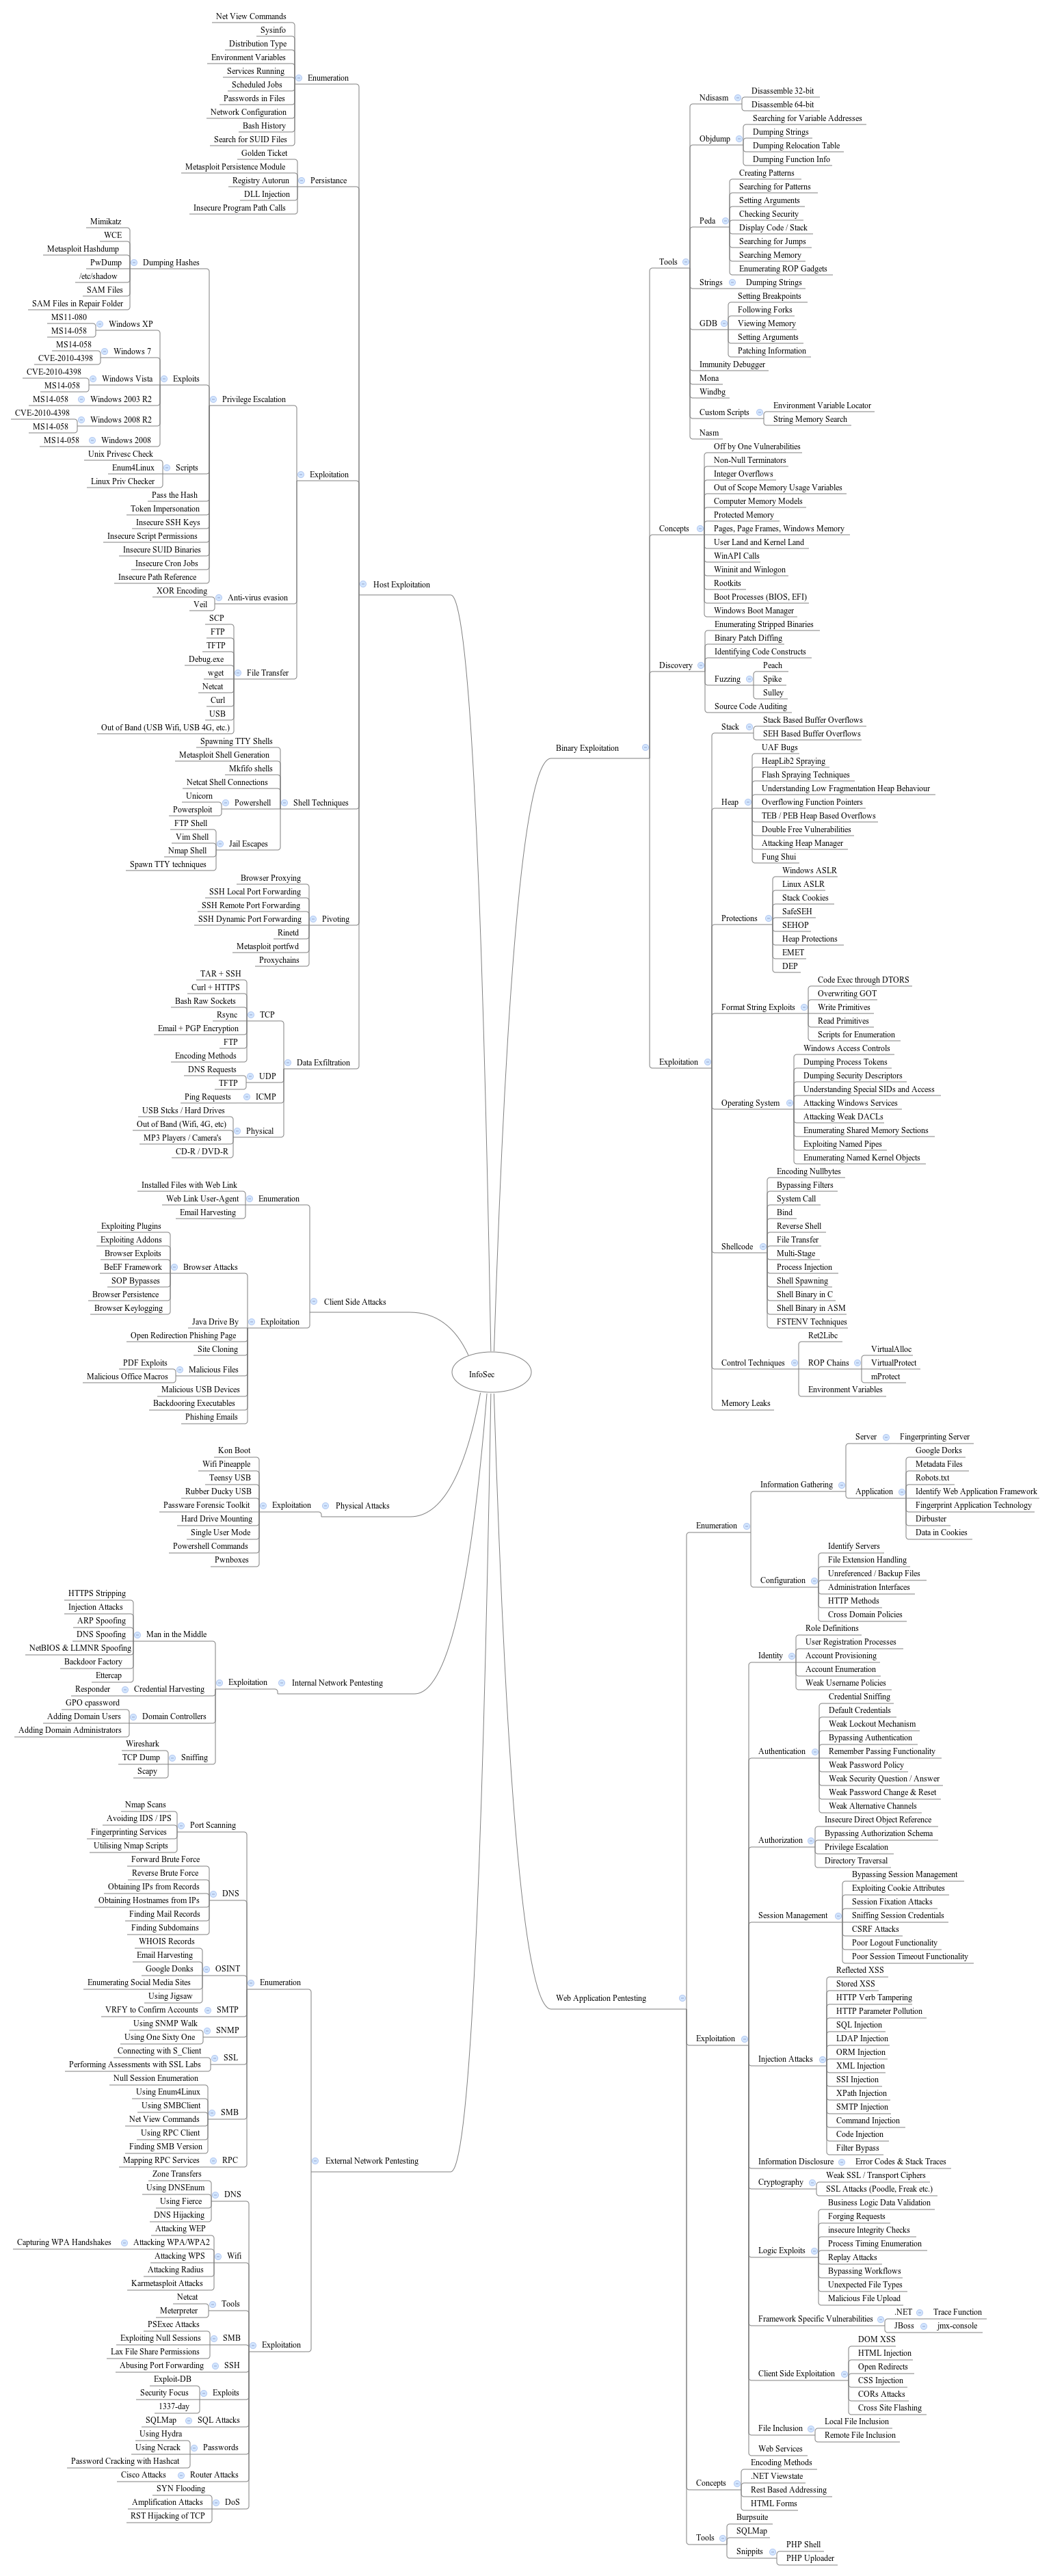 InfoSec
Host Exploitation
Enumeration
Net View Commands
Sysinfo
Distribution Type
Environment Variables
Services Running
Scheduled Jobs
Passwords in Files
Network Configuration
Bash History
Search for SUID Files
Persistance
Golden Ticket
Metasploit Persistence Module
Registry Autorun
DLL Injection
Insecure Program Path Calls
Exploitation
Privilege Escalation
Dumping Hashes
Mimikatz
WCE
Metasploit Hashdump
PwDump
/etc/shadow
SAM Files
SAM Files in Repair Folder
Exploits
Windows XP
MS11-080
MS14-058
Windows 7
MS14-058
CVE-2010-4398
Windows Vista
CVE-2010-4398
MS14-058
Windows 2003 R2
MS14-058
Windows 2008 R2
CVE-2010-4398
MS14-058
Windows 2008
MS14-058
Scripts
Unix Privesc Check
Enum4Linux
Linux Priv Checker
Pass the Hash
Token Impersonation
Insecure SSH Keys
Insecure Script Permissions
Insecure SUID Binaries
Insecure Cron Jobs
Insecure Path Reference
Anti-virus evasion
XOR Encoding
Veil
File Transfer
SCP
FTP
TFTP
Debug.exe
wget
Netcat
Curl
USB
Out of Band (USB Wifi, USB 4G, etc.)
Shell Techniques
Spawning TTY Shells
Metasploit Shell Generation
Mkfifo shells
Netcat Shell Connections
Powershell
Unicorn
Powersploit
Jail Escapes
FTP Shell
Vim Shell
Nmap Shell
Spawn TTY techniques
Pivoting
Browser Proxying
SSH Local Port Forwarding
SSH Remote Port Forwarding
SSH Dynamic Port Forwarding
Rinetd
Metasploit portfwd
Proxychains
Data Exfiltration
TCP
TAR + SSH
Curl + HTTPS
Bash Raw Sockets
Rsync
Email + PGP Encryption
FTP
Encoding Methods
UDP
DNS Requests
TFTP
ICMP
Ping Requests
Physical
USB Stcks / Hard Drives
Out of Band (Wifi, 4G, etc)
MP3 Players / Camera's
CD-R / DVD-R
Client Side Attacks
Enumeration
Installed Files with Web Link
Web Link User-Agent
Email Harvesting
Exploitation
Browser Attacks
Exploiting Plugins
Exploiting Addons
Browser Exploits
BeEF Framework
SOP Bypasses
Browser Persistence
Browser Keylogging
Java Drive By
Open Redirection Phishing Page
Site Cloning
Malicious Files
PDF Exploits
Malicious Office Macros
Malicious USB Devices
Backdooring Executables
Phishing Emails
Physical Attacks
Exploitation
Kon Boot
Wifi Pineapple
Teensy USB
Rubber Ducky USB
Passware Forensic Toolkit
Hard Drive Mounting
Single User Mode
Powershell Commands
Pwnboxes
Internal Network Pentesting
Exploitation
Man in the Middle
HTTPS Stripping
Injection Attacks
ARP Spoofing
DNS Spoofing
NetBIOS & LLMNR Spoofing
Backdoor Factory
Ettercap
Credential Harvesting
Responder
Domain Controllers
GPO cpassword
Adding Domain Users
Adding Domain Administrators
Sniffing
Wireshark
TCP Dump
Scapy
External Network Pentesting
Enumeration
Port Scanning
Nmap Scans
Avoiding IDS / IPS
Fingerprinting Services
Utilising Nmap Scripts
DNS
Forward Brute Force
Reverse Brute Force
Obtaining IPs from Records
Obtaining Hostnames from IPs
Finding Mail Records
Finding Subdomains
OSINT
WHOIS Records
Email Harvesting
Google Donks
Enumerating Social Media Sites
Using Jigsaw
SMTP
VRFY to Confirm Accounts
SNMP
Using SNMP Walk
Using One Sixty One
SSL
Connecting with S_Client
Performing Assessments with SSL Labs
SMB
Null Session Enumeration
Using Enum4Linux
Using SMBClient
Net View Commands
Using RPC Client
Finding SMB Version
RPC
Mapping RPC Services
Exploitation
DNS
Zone Transfers
Using DNSEnum
Using Fierce
DNS Hijacking
Wifi
Attacking WEP
Attacking WPA/WPA2
Capturing WPA Handshakes
Attacking WPS
Attacking Radius
Karmetasploit Attacks
Tools
Netcat
Meterpreter
SMB
PSExec Attacks
Exploiting Null Sessions
Lax File Share Permissions
SSH
Abusing Port Forwarding
Exploits
Exploit-DB
Security Focus
1337-day
SQL Attacks
SQLMap
Passwords
Using Hydra
Using Ncrack
Password Cracking with Hashcat
Router Attacks
Cisco Attacks
DoS
SYN Flooding
Amplification Attacks
RST Hijacking of TCP
Binary Exploitation
Tools
Ndisasm
Disassemble 32-bit
Disassemble 64-bit
Objdump
Searching for Variable Addresses
Dumping Strings
Dumping Relocation Table
Dumping Function Info
Peda
Creating Patterns
Searching for Patterns
Setting Arguments
Checking Security
Display Code / Stack
Searching for Jumps
Searching Memory
Enumerating ROP Gadgets
Strings
Dumping Strings
GDB
Setting Breakpoints
Following Forks
Viewing Memory
Setting Arguments
Patching Information
Immunity Debugger
Mona
Windbg
Custom Scripts
Environment Variable Locator
String Memory Search
Nasm
Concepts
Off by One Vulnerabilities
Non-Null Terminators
Integer Overflows
Out of Scope Memory Usage Variables
Computer Memory Models
Protected Memory
Pages, Page Frames, Windows Memory
User Land and Kernel Land
WinAPI Calls
Wininit and Winlogon
Rootkits
Boot Processes (BIOS, EFI)
Windows Boot Manager
Discovery
Enumerating Stripped Binaries
Binary Patch Diffing
Identifying Code Constructs
Fuzzing
Peach
Spike
Sulley
Source Code Auditing
Exploitation
Stack
Stack Based Buffer Overflows
SEH Based Buffer Overflows
Heap
UAF Bugs
HeapLib2 Spraying
Flash Spraying Techniques
Understanding Low Fragmentation Heap Behaviour
Overflowing Function Pointers
TEB / PEB Heap Based Overflows
Double Free Vulnerabilities
Attacking Heap Manager
Fung Shui
Protections
Windows ASLR
Linux ASLR
Stack Cookies
SafeSEH
SEHOP
Heap Protections
EMET
DEP
Format String Exploits
Code Exec through DTORS
Overwriting GOT
Write Primitives
Read Primitives
Scripts for Enumeration
Operating System
Windows Access Controls
Dumping Process Tokens
Dumping Security Descriptors
Understanding Special SIDs and Access
Attacking Windows Services
Attacking Weak DACLs
Enumerating Shared Memory Sections
Exploiting Named Pipes
Enumerating Named Kernel Objects
Shellcode
Encoding Nullbytes
Bypassing Filters
System Call
Bind
Reverse Shell
File Transfer
Multi-Stage
Process Injection
Shell Spawning
Shell Binary in C
Shell Binary in ASM
FSTENV Techniques
Control Techniques
Ret2Libc
ROP Chains
VirtualAlloc
VirtualProtect
mProtect
Environment Variables
Memory Leaks
Web Application Pentesting
Enumeration
Information Gathering
Server
Fingerprinting Server
Application
Google Dorks
Metadata Files
Robots.txt
Identify Web Application Framework
Fingerprint Application Technology
Dirbuster
Data in Cookies
Configuration
Identify Servers
File Extension Handling
Unreferenced / Backup Files
Administration Interfaces
HTTP Methods
Cross Domain Policies
Exploitation
Identity
Role Definitions
User Registration Processes
Account Provisioning
Account Enumeration
Weak Username Policies
Authentication
Credential Sniffing
Default Credentials
Weak Lockout Mechanism
Bypassing Authentication
Remember Passing Functionality
Weak Password Policy
Weak Security Question / Answer
Weak Password Change & Reset
Weak Alternative Channels
Authorization
Insecure Direct Object Reference
Bypassing Authorization Schema
Privilege Escalation
Directory Traversal
Session Management
Bypassing Session Management
Exploiting Cookie Attributes
Session Fixation Attacks
Sniffing Session Credentials
CSRF Attacks
Poor Logout Functionality
Poor Session Timeout Functionality
Injection Attacks
Reflected XSS
Stored XSS
HTTP Verb Tampering
HTTP Parameter Pollution
SQL Injection
LDAP Injection
ORM Injection
XML Injection
SSI Injection
XPath Injection
SMTP Injection
Command Injection
Code Injection
Filter Bypass
Information Disclosure
Error Codes & Stack Traces
Cryptography
Weak SSL / Transport Ciphers
SSL Attacks (Poodle, Freak etc.)
Logic Exploits
Business Logic Data Validation
Forging Requests
insecure Integrity Checks
Process Timing Enumeration
Replay Attacks
Bypassing Workflows
Unexpected File Types
Malicious File Upload
Framework Specific Vulnerabilities
.NET
Trace Function
JBoss
jmx-console
Client Side Exploitation
DOM XSS
HTML Injection
Open Redirects
CSS Injection
CORs Attacks
Cross Site Flashing
File Inclusion
Local File Inclusion
Remote File Inclusion
Web Services
Concepts
Encoding Methods
.NET Viewstate
Rest Based Addressing
HTML Forms
Tools
Burpsuite
SQLMap
Snippits
PHP Shell
PHP Uploader